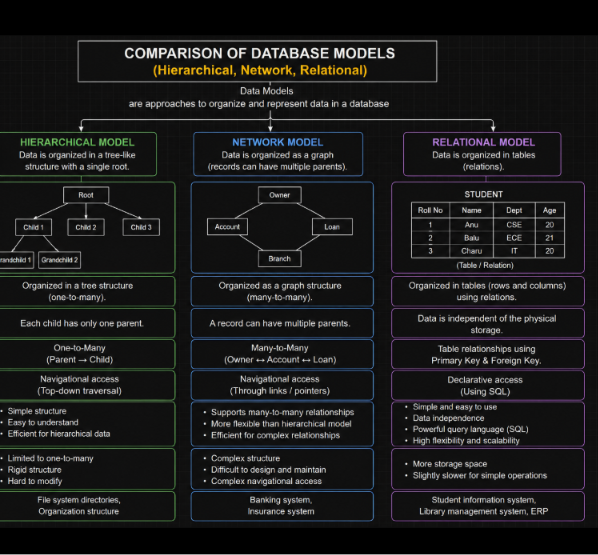 COMPARISON OF DATABASE MODELS
(Hierarchical, Network, Relational)
Data Models
are approaches to organize and represent data in a database
HIERARCHICAL MODEL
Data is organized in a tree-like
structure with a single root.
Root
Child 1
Child 2
Child 3
randchild 1
Grandchild 2
Organized in a tree structure
(one-to-many).
Each child has only one parent.
One-to-Many
(Parent → Child)
Navigational access
(Top-down traversal)
• Simple structure
• Easy to understand
• Efficient for hierarchical data
• Limited to one-to-many
• Rigid structure
• Hard to modify
File system directories,
Organization structure
NETWORK MODEL
Data is organized as a graph
(records can have multiple parents).
Owner
Account
Loan
Branch
Organized as a graph structure
(many-to-many).
A record can have multiple parents.
Many-to-Many
(Owner ↔ Account ↔ Loan)
Navigational access
(Through links / pointers)
• Supports many-to-many relationships
• More flexible than hierarchical model
• Efficient for complex relationships
• Complex structure
• Difficult to design and maintain
• Complex navigational access
Banking system,
Insurance system
RELATIONAL MODEL
Data is organized in tables
(relations).
STUDENT
Roll No Name Dept Age
1 Anu CSE 20
2 Balu ECE 21
3 Charu IT 20
(Table / Relation)
Organized in tables (rows and columns)
using relations.
Data is independent of the physical
storage.
Table relationships using
Primary Key & Foreign Key.
Declarative access
(Using SQL)
• Simple and easy to use
• Data independence
• Powerful query language (SQL)
• High flexibility and scalability
• More storage space
• Slightly slower for simple operations
Student information system,
Library management system, ERP